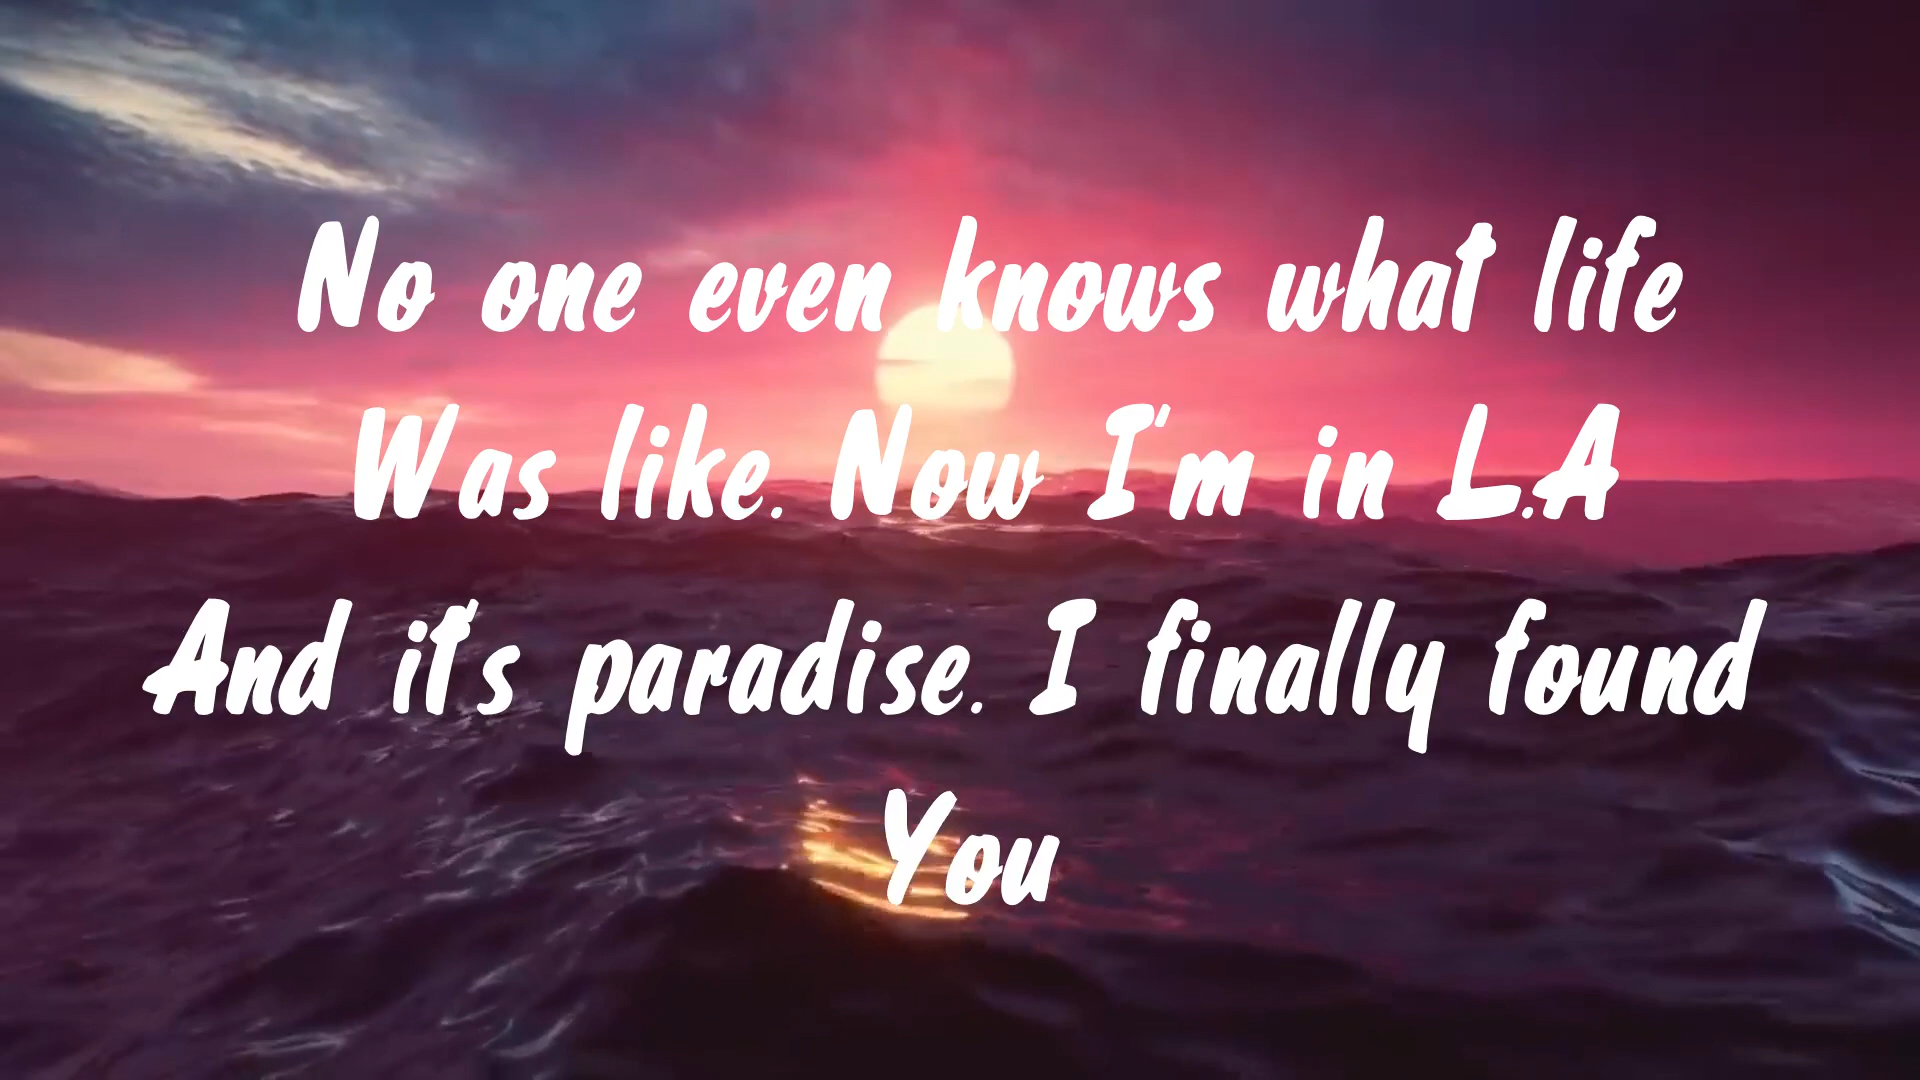 No one even knows what life
Was like. Now I'm in L.A
And it's paradise. I finally found
You